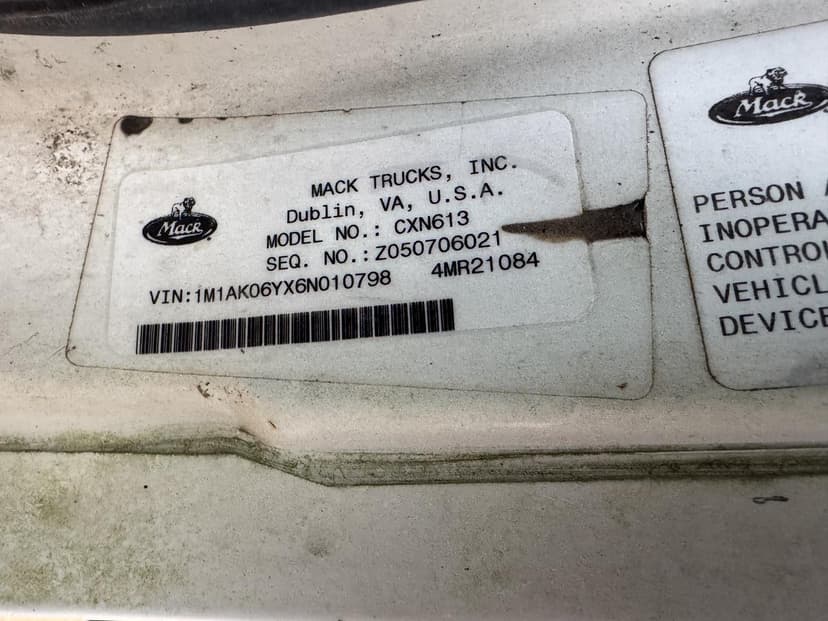 Mack
MACK TRUCKS, INC.
Dublin, VA, U.S.A.
MODEL NO.: CXN613
SEQ. NO.: Z050706021
VIN:1M1AK06YX6N010798 4MR21084
Mack
PERSON
INOPERA
CONTRO
VEHICL
DEVICE